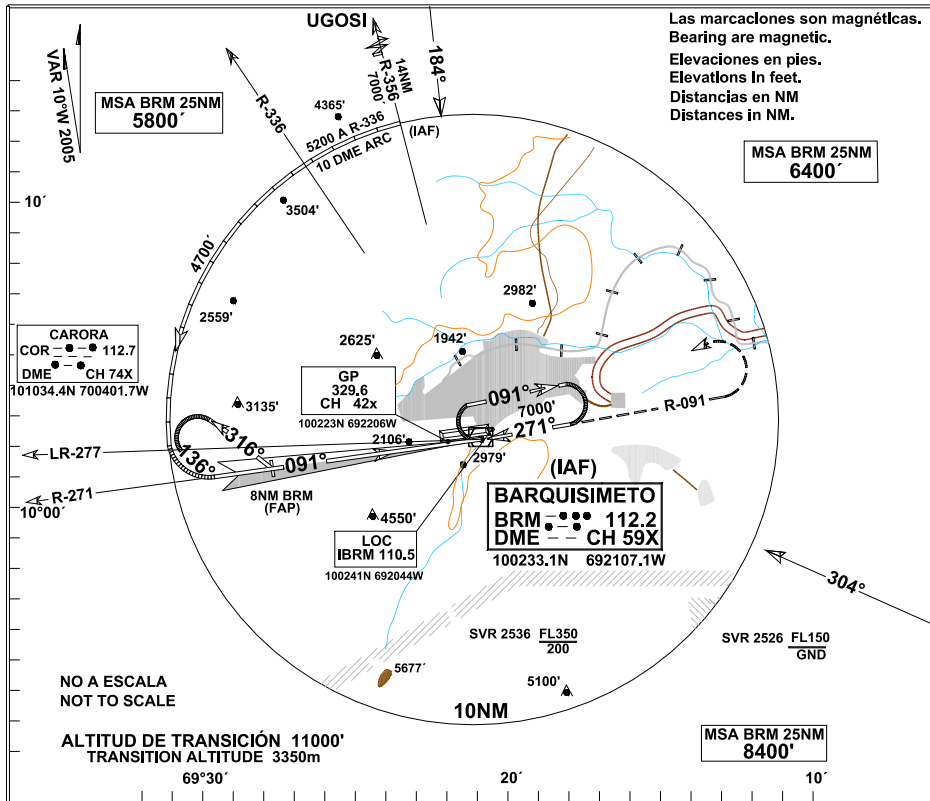 UGOSI
Las marcaciones son magnéticas.
Bearing are magnetic.
Elevaciones en pies.
Elevations in feet.
Distancias en NM
Distances in NM.
VAR 10°W 2005
MSA BRM 25NM
5800´
R-336
4365'
5200 A R-336
10 DME ARC
14NM
7000´
R-356
(IAF)
184°
MSA BRM 25NM
6400'
10´
3504'
4700´
2559'
2982'
2625'
1942'
CARORA
COR 112.7
DME CH 74X
101034.4N 700401.7W
GP
329.6
CH 42x
100223N 692206W
3135'
091°
7000'
271°
R-091
316°
136°
2106'
2979'
LR-277
091°
R-271
8NM BRM
(FAP)
10°00´
4550'
LOC
IBRM 110.5
100241N 692044W
(IAF)
BARQUISIMETO
BRM 112.2
DME CH 59X
100233.1N 692107.1W
304°
SVR 2536 FL350
200
SVR 2526 FL150
GND
5677´
5100'
10NM
NO A ESCALA
NOT TO SCALE
ALTITUD DE TRANSICIÓN 11000'
TRANSITION ALTITUDE 3350m
MSA BRM 25NM
8400'
69°30´
20´
10´